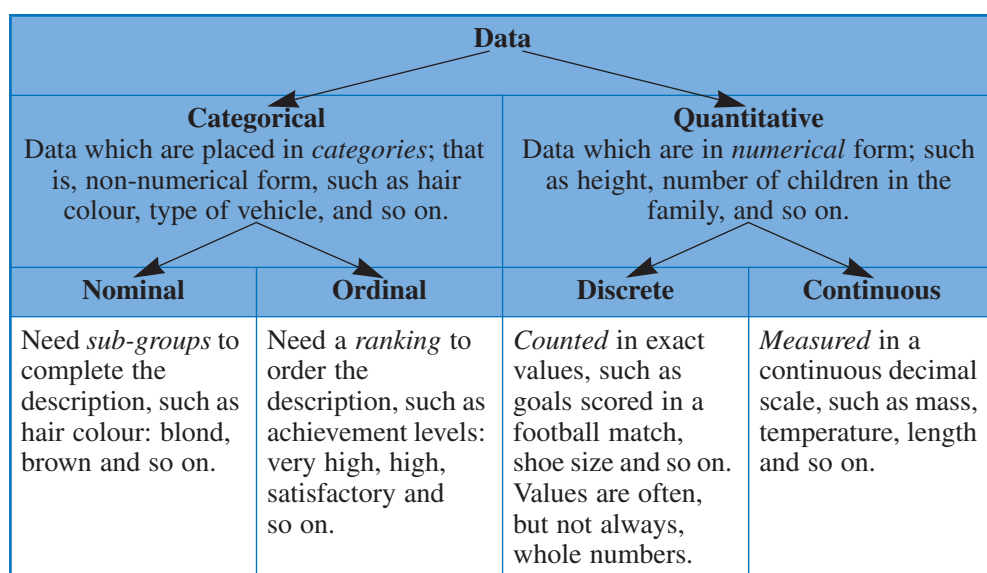 Data
Categorical
Data which are placed in categories; that
is, non-numerical form, such as hair
colour, type of vehicle, and so on.
Quantitative
Data which are in numerical form; such
as height, number of children in the
family, and so on.
Nominal
Need sub-groups to
complete the
description, such as
hair colour: blond,
brown and so on.
Ordinal
Need a ranking to
order the
description, such as
achievement levels:
very high, high,
satisfactory and
so on.
Discrete
Counted in exact
values, such as
goals scored in a
football match,
shoe size and so on.
Values are often,
but not always,
whole numbers.
Continuous
Measured in a
continuous decimal
scale, such as mass,
temperature, length
and so on.